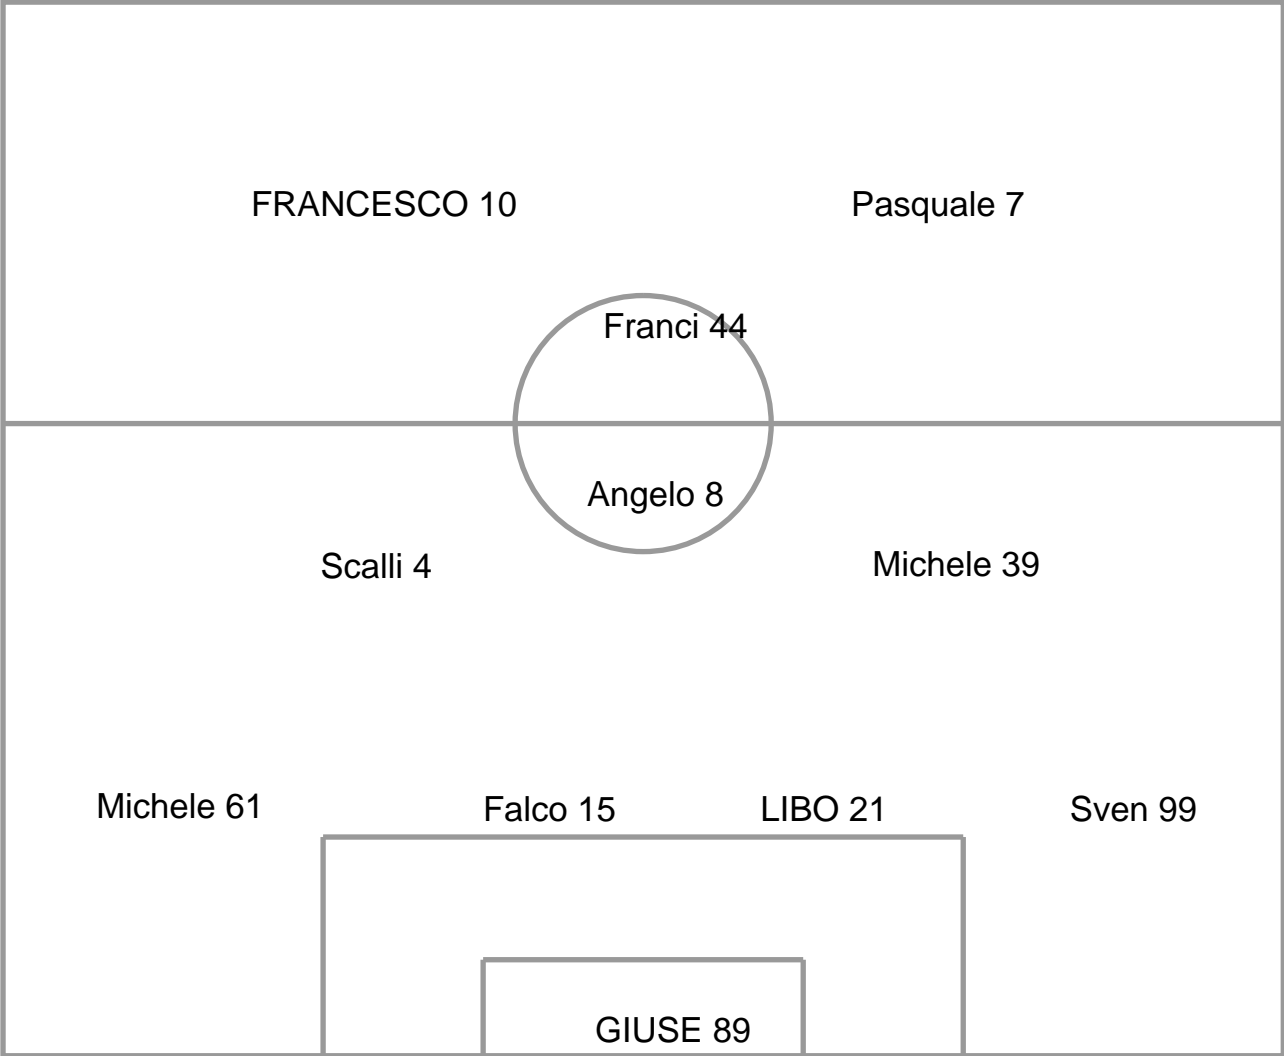 FRANCESCO 10
Pasquale 7
Franci 44
Angelo 8
Scalli 4
Michele 39
Michele 61
Falco 15
LIBO 21
Sven 99
GIUSE 89